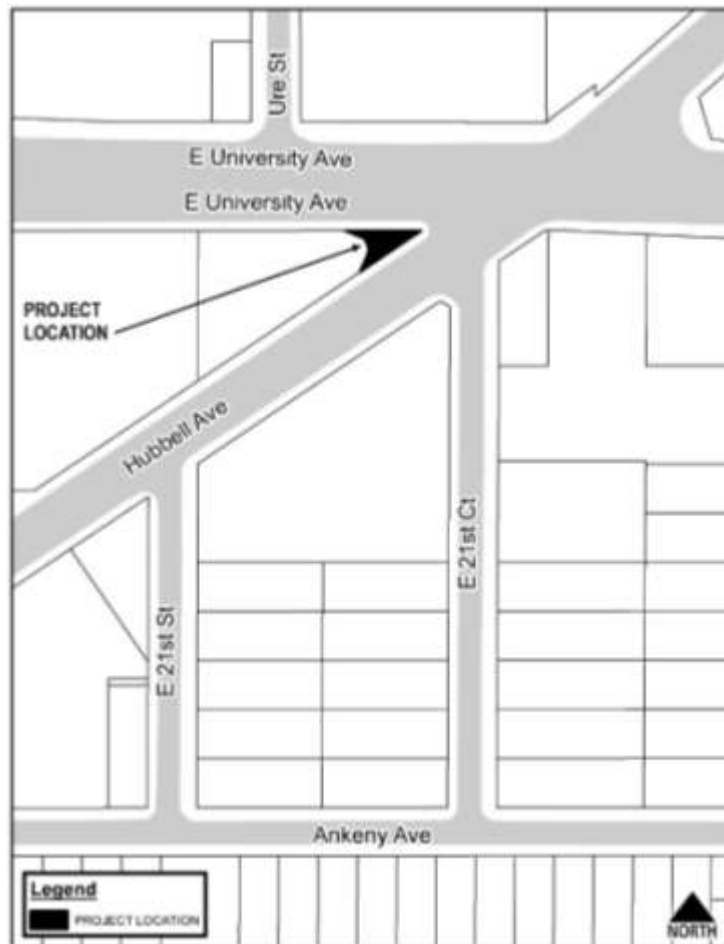 Ure St
E University Ave
E University Ave
PROJECT
LOCATION
Hubbell Ave
E 21st Ct
E 21st St
Ankeny Ave
Legend
PROJECT LOCATION
NORTH